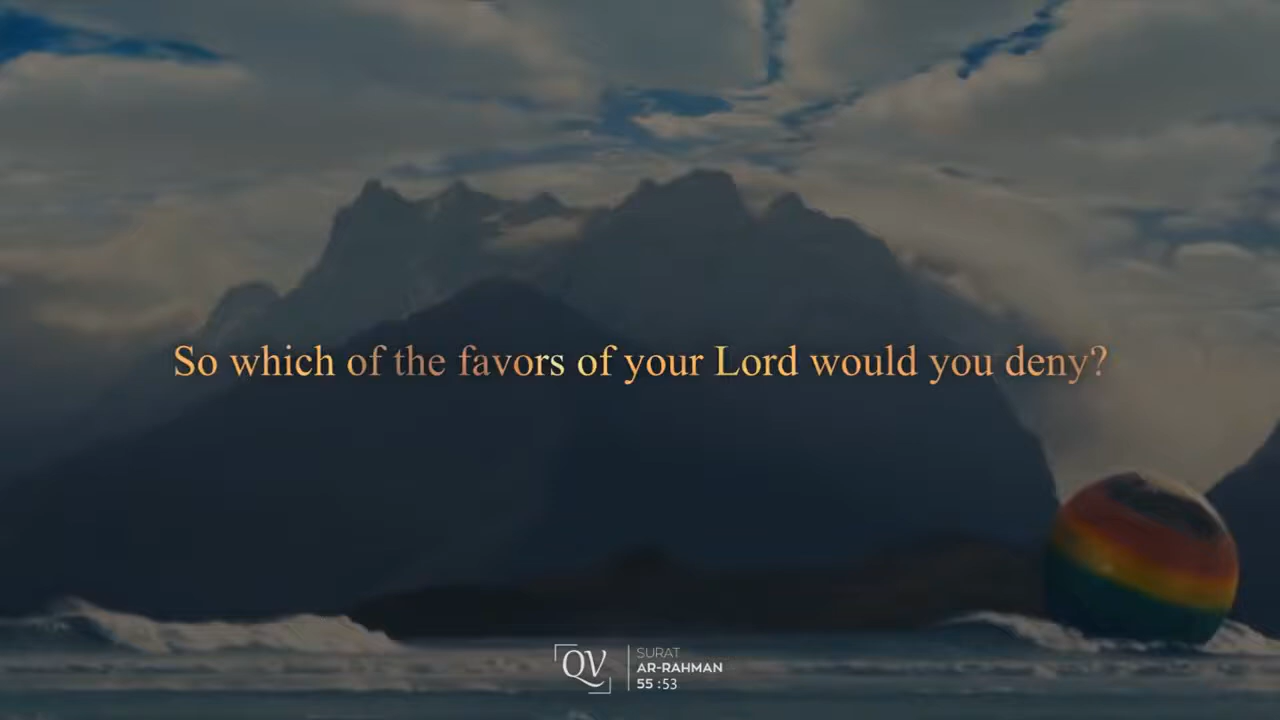 So which of the favors of your Lord would you deny?
QV
SURAT
AR-RAHMAN
55 :53